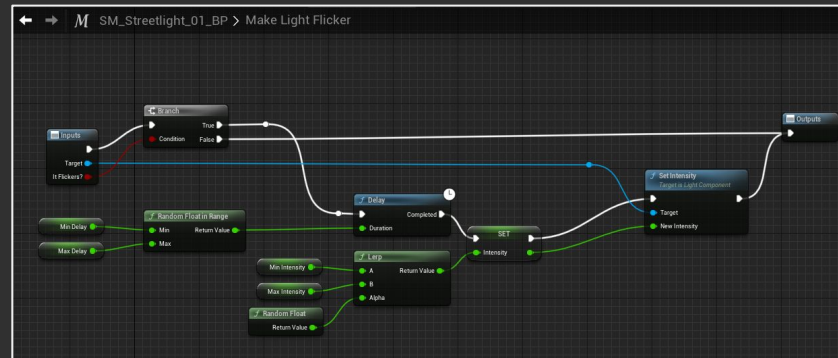 SM_Streetlight_01_BP > Make Light Flicker
Inputs
Target
It Flickers?
Branch
True
Condition
False
Outputs
Min Delay
Max Delay
Random Float in Range
Min
Return Value
Max
Delay
Completed
Duration
SET
Intensity
Set Intensity
Target is Light Component
Target
New Intensity
Min Intensity
Max Intensity
Lerp
A
Return Value
B
Alpha
Random Float
Return Value